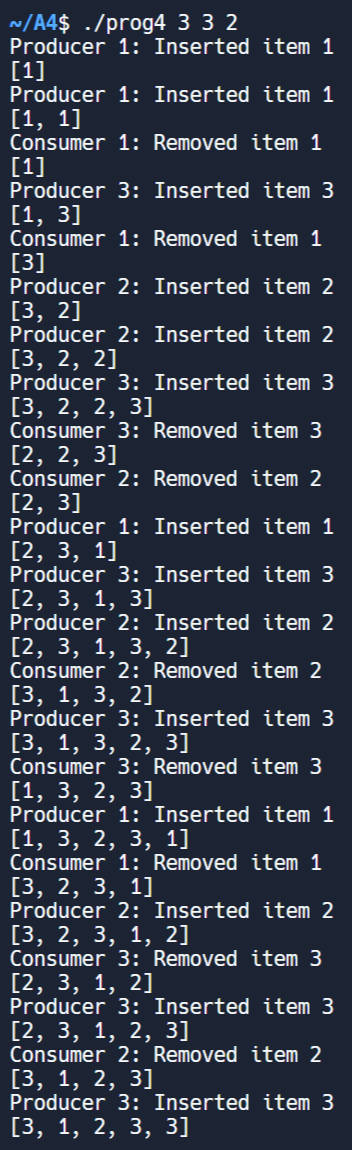 ~/A4$ ./prog4 3 3 2
Producer 1: Inserted item 1
[1]
Producer 1: Inserted item 1
[1, 1]
Consumer 1: Removed item 1
[1]
Producer 3: Inserted item 3
[1, 3]
Consumer 1: Removed item 1
[3]
Producer 2: Inserted item 2
[3, 2]
Producer 2: Inserted item 2
[3, 2, 2]
Producer 3: Inserted item 3
[3, 2, 2, 3]
Consumer 3: Removed item 3
[2, 2, 3]
Consumer 2: Removed item 2
[2, 3]
Producer 1: Inserted item 1
[2, 3, 1]
Producer 3: Inserted item 3
[2, 3, 1, 3]
Producer 2: Inserted item 2
[2, 3, 1, 3, 2]
Consumer 2: Removed item 2
[3, 1, 3, 2]
Producer 3: Inserted item 3
[3, 1, 3, 2, 3]
Consumer 3: Removed item 3
[1, 3, 2, 3]
Producer 1: Inserted item 1
[1, 3, 2, 3, 1]
Consumer 1: Removed item 1
[3, 2, 3, 1]
Producer 2: Inserted item 2
[3, 2, 3, 1, 2]
Consumer 3: Removed item 3
[2, 3, 1, 2]
Producer 3: Inserted item 3
[2, 3, 1, 2, 3]
Consumer 2: Removed item 2
[3, 1, 2, 3]
Producer 3: Inserted item 3
[3, 1, 2, 3, 3]